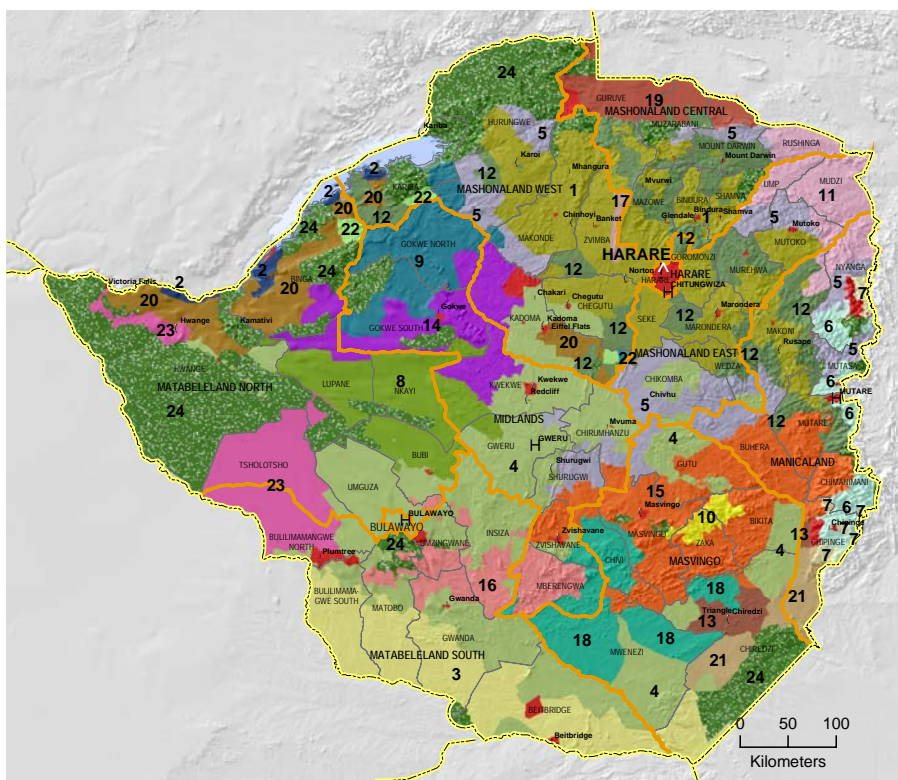 24
GURUVE
19
MASHONALAND CENTRAL
MUZARABANI
Kariba
HURUNGWE
5
Karoi
5
MOUNT DARWIN
Mount Darwin
RUSHINGA
2
2
KARIBA
20
12
22
12
MASHONALAND WEST
Mhangura
1
17
Mvurwi
MAZOWE
BINDURA
Bindura
SHAMVA
Shamva
Glendale
1
UMP
MUDZI
11
20
24
22
5
Chinhoyi
Banket
MAKONDE
ZVIMBA
5
Mutoko
MUTOKO
GOKWE NORTH
9
12
GOROMONZI
HARARE
Norton
HARARE
HARARE
CHITUNGWIZA
MUREHWA
NYANGA
5
7
Victoria Falls
2
2
BINGA
24
20
20
12
Chakari
Chegutu
CHEGUTU
Marondera
12
MARONDERA
SEKE
12
MAKONI
Rusape
6
Hwange
23
Kamativi
Gokwe
GOKWE SOUTH
14
KADOMA
Kadoma
Eiffel Flats
20
12
22
12
MASHONALAND EAST
WEDZA
12
MUTASA
5
HWANGE
MATABELELAND NORTH
24
LUPANE
8
NKAYI
KWEKWE
Kwekwe
Redcliff
CHIKOMBA
Chivhu
5
6
MUTARE
6
MIDLANDS
Mvuma
CHIRUMHANZU
12
MUTARE
GWERU
GWERU
4
BUHERA
MANICALAND
TSHOLOTSHO
23
BUBI
4
Shurugwi
SHURUGWI
GUTU
CHIMANIMANI
UMGUZA
BULAWAYO
BULAWAYO
24
UMZINGWANE
INSIZA
15
Masvingo
MASVINGO
10
ZAKA
BIKITA
7
6
7
Chipinge
7
7
7
CHIPINGE
13
4
BULILIMAMANGWE
NORTH
Plumtree
Zvishavane
ZVISHAVANE
CHIVI
MASVINGO
MBERENGWA
16
Gwanda
18
Triangle
Chiredzi
13
21
BULILIMAMA-
GWE SOUTH
MATOBO
GWANDA
MATABELELAND SOUTH
3
18
MWENEZI
18
CHIREDZI
21
24
4
BEITBRIDGE
Beitbridge
0 50 100
Kilometers